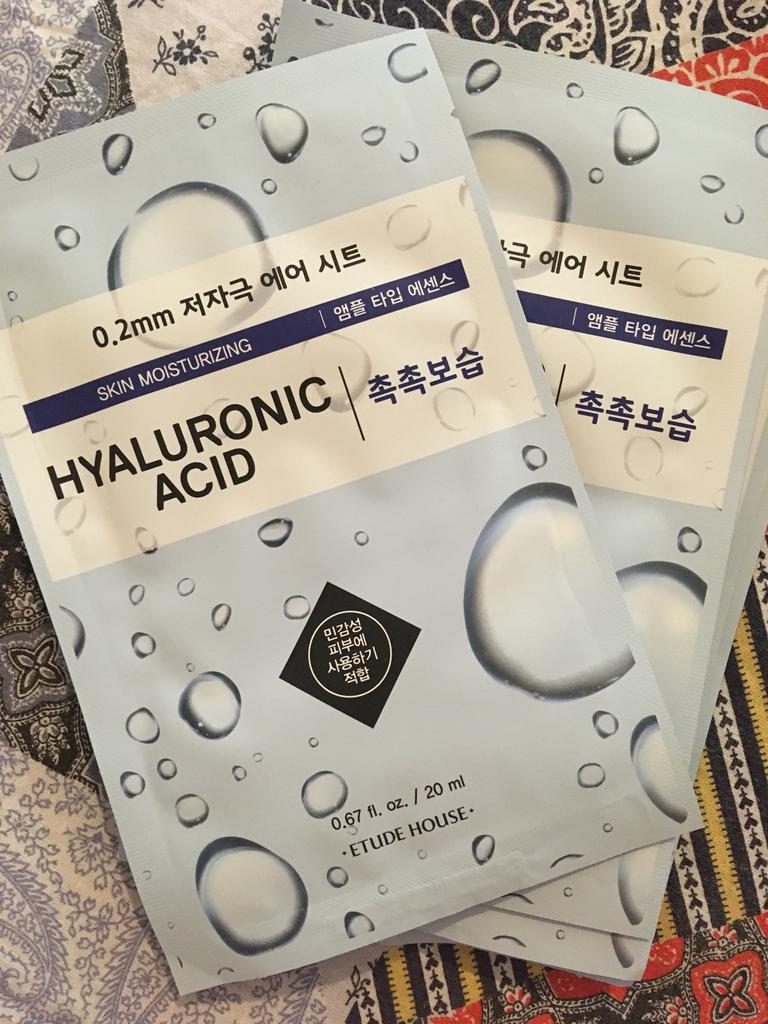 0.2mm 저자극 에어 시트
SKIN MOISTURIZING | 앰플 타입 에센스
HYALURONIC
ACID
촉촉보습
민감성
피부에
사용하기
적합
0.67 fl. oz. / 20 ml
·ETUDE HOUSE·
극 에어 시트
| 앰플 타입 에센스
촉촉보습